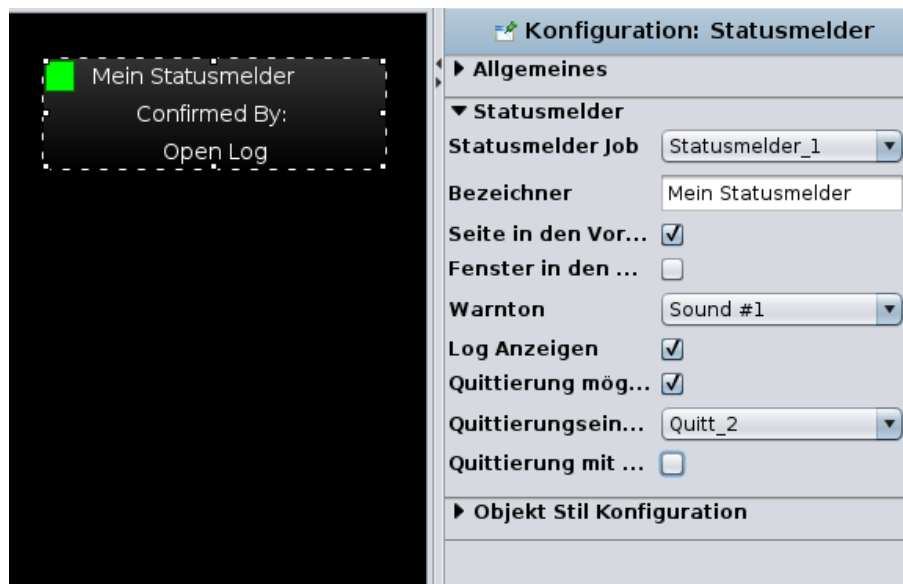 Mein Statusmelder
Confirmed By:
Open Log
Konfiguration: Statusmelder
Allgemeines
Statusmelder
Statusmelder Job Statusmelder_1
Bezeichner Mein Statusmelder
Seite in den Vor...
Fenster in den ...
Warnton Sound #1
Log Anzeigen
Quittierung mög...
Quittierungsein... Quitt_2
Quittierung mit ...
Objekt Stil Konfiguration